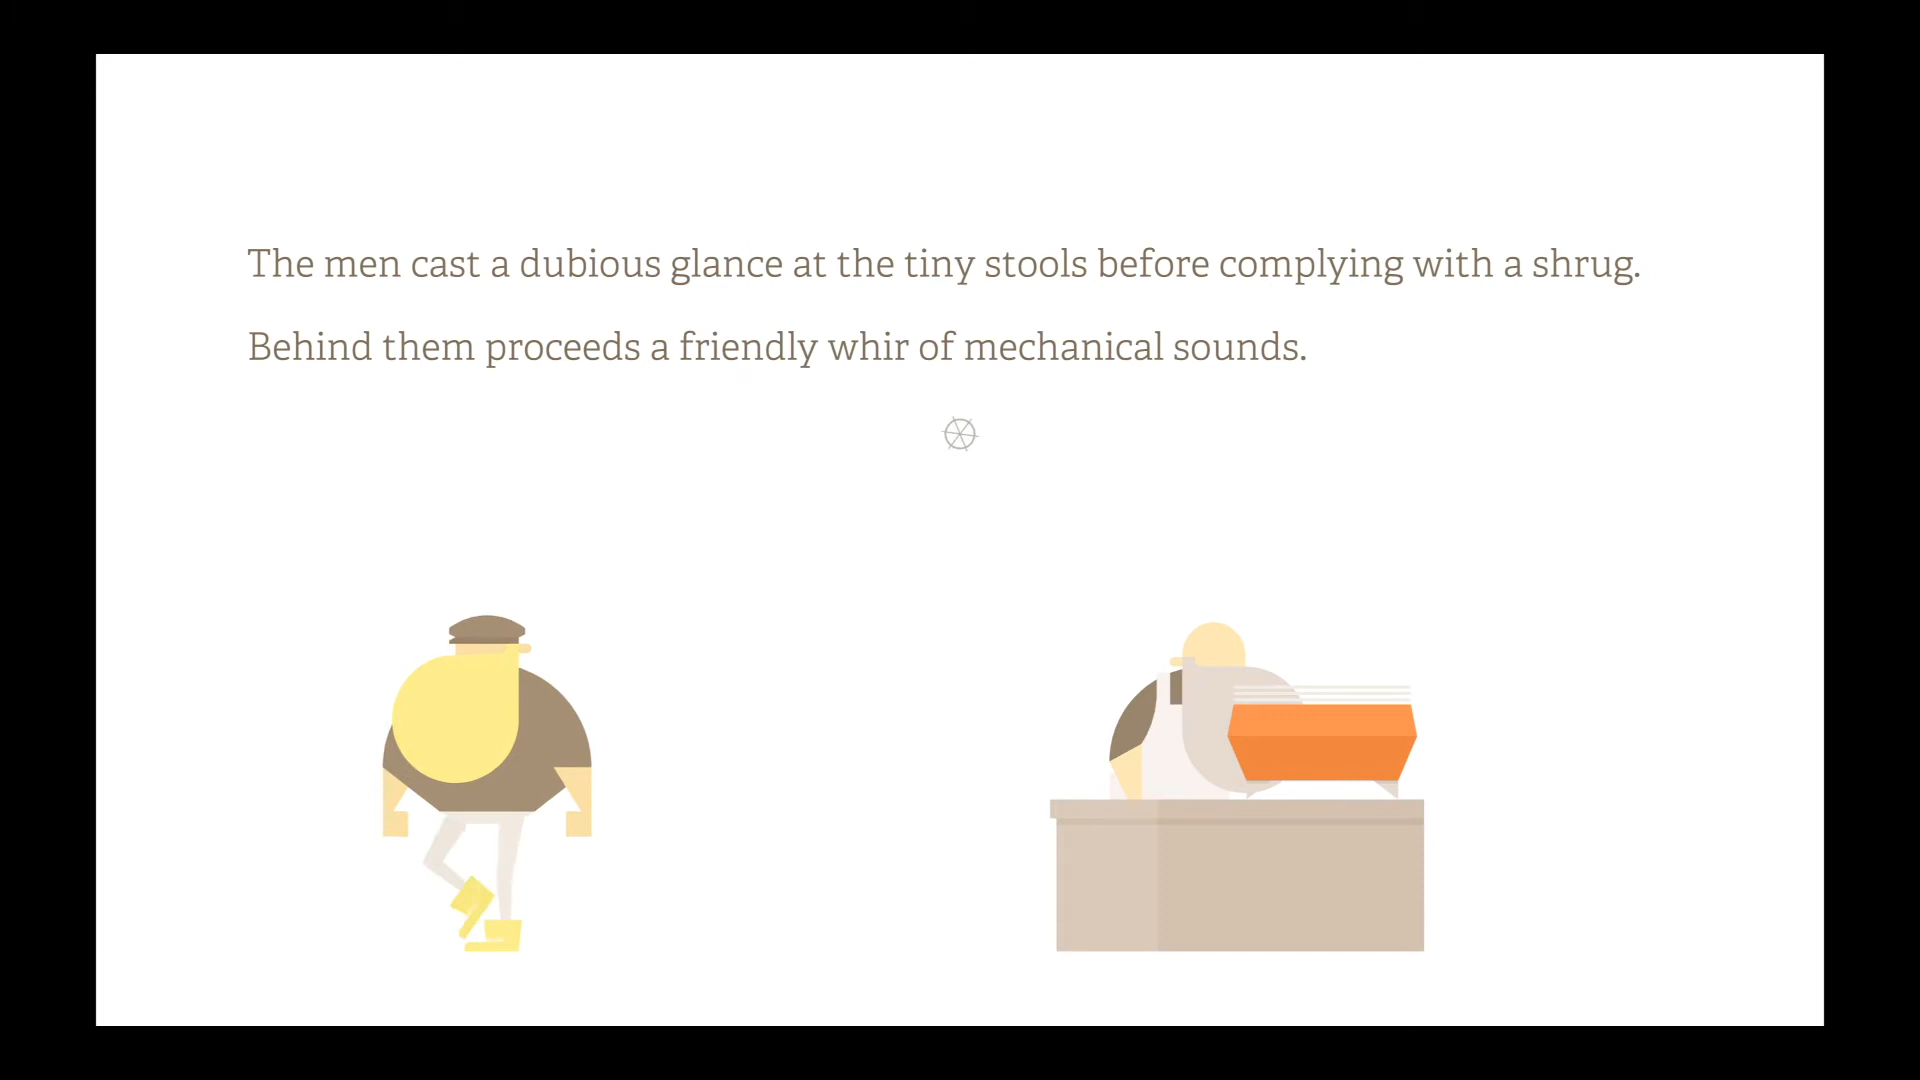 The men cast a dubious glance at the tiny stools before complying with a shrug.
Behind them proceeds a friendly whir of mechanical sounds.